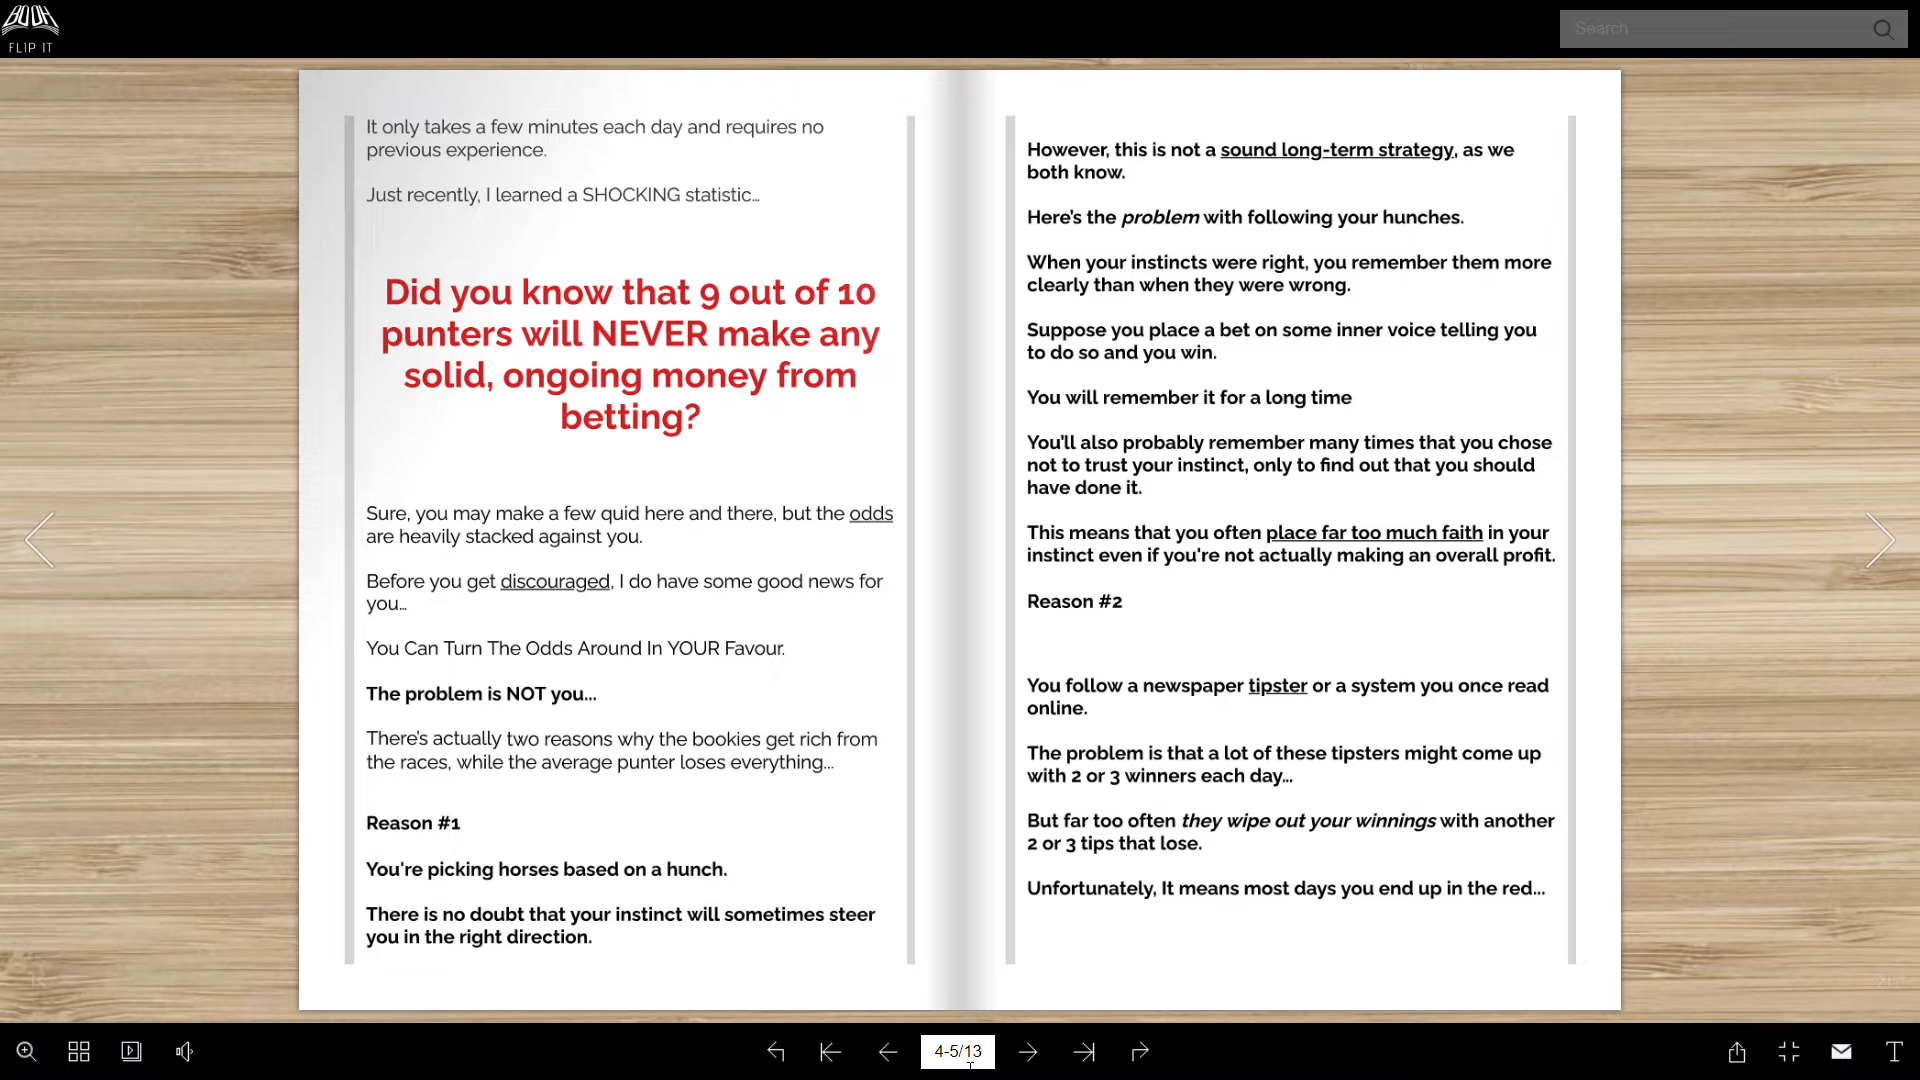 BOOK
FLIP IT
Search
It only takes a few minutes each day and requires no
previous experience.
Just recently, I learned a SHOCKING statistic...
Did you know that 9 out of 10
punters will NEVER make any
solid, ongoing money from
betting?
Sure, you may make a few quid here and there, but the odds
are heavily stacked against you.
Before you get discouraged, I do have some good news for
you...
You Can Turn The Odds Around In YOUR Favour.
The problem is NOT you...
There's actually two reasons why the bookies get rich from
the races, while the average punter loses everything...
Reason #1
You're picking horses based on a hunch.
There is no doubt that your instinct will sometimes steer
you in the right direction.
However, this is not a sound long-term strategy, as we
both know.
Here's the problem with following your hunches.
When your instincts were right, you remember them more
clearly than when they were wrong.
Suppose you place a bet on some inner voice telling you
to do so and you win.
You will remember it for a long time
You'll also probably remember many times that you chose
not to trust your instinct, only to find out that you should
have done it.
This means that you often place far too much faith in your
instinct even if you're not actually making an overall profit.
Reason #2
You follow a newspaper tipster or a system you once read
online.
The problem is that a lot of these tipsters might come up
with 2 or 3 winners each day...
But far too often they wipe out your winnings with another
2 or 3 tips that lose.
Unfortunately, It means most days you end up in the red...
4-5/13